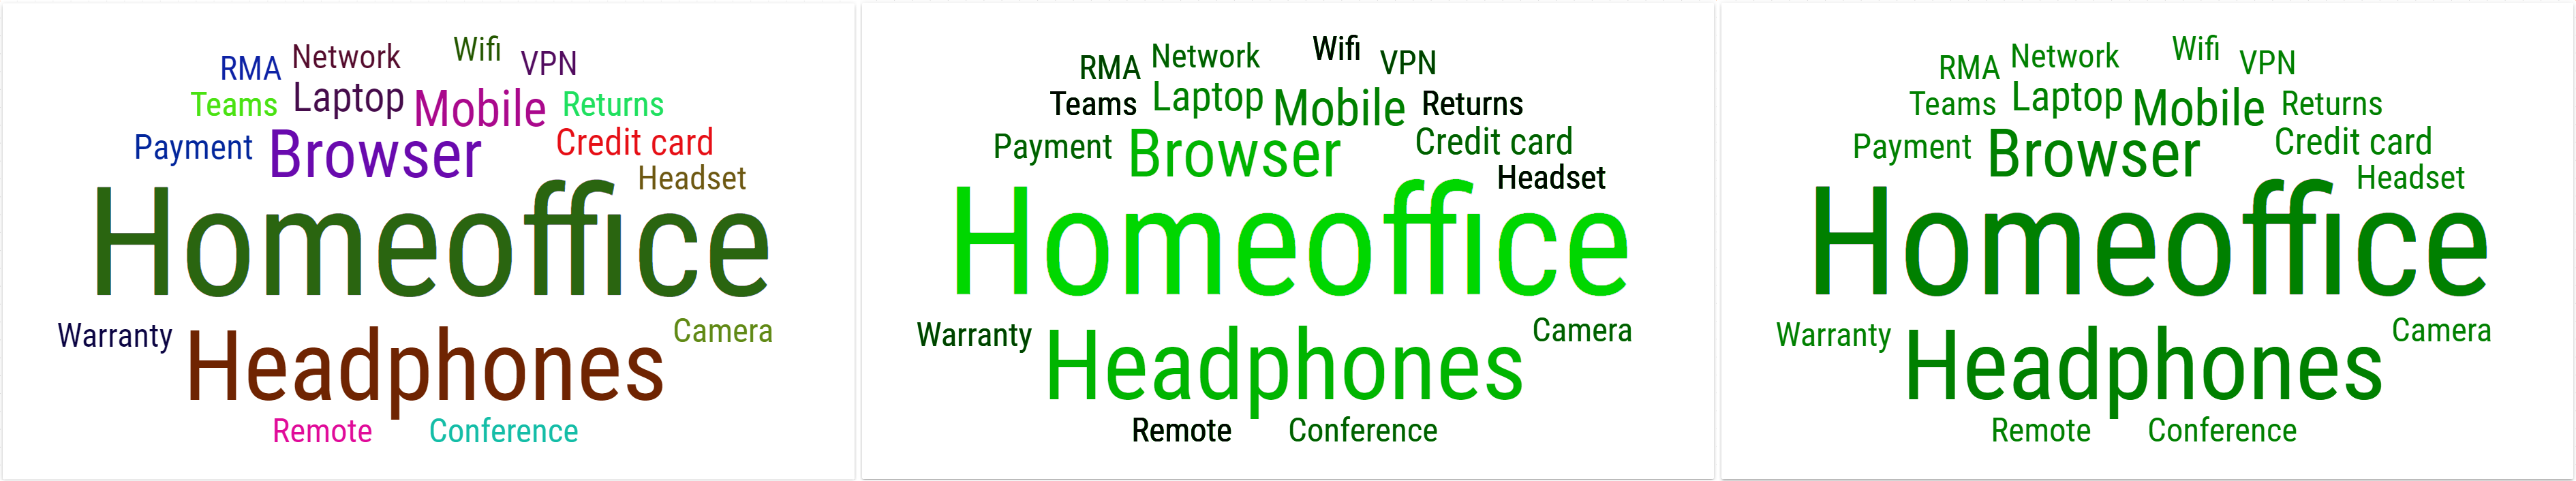 Wifi
Network
VPN
RMA
Laptop
Teams
Mobile
Returns
Credit card
Payment
Browser
Headset
Homeoffice
Camera
Warranty
Headphones
Remote
Conference
Wifi
Network
VPN
RMA
Laptop
Teams
Mobile
Returns
Credit card
Payment
Browser
Headset
Homeoffice
Camera
Warranty
Headphones
Remote
Conference
Wifi
Network
VPN
RMA
Laptop
Teams
Mobile
Returns
Credit card
Payment
Browser
Headset
Homeoffice
Camera
Warranty
Headphones
Remote
Conference